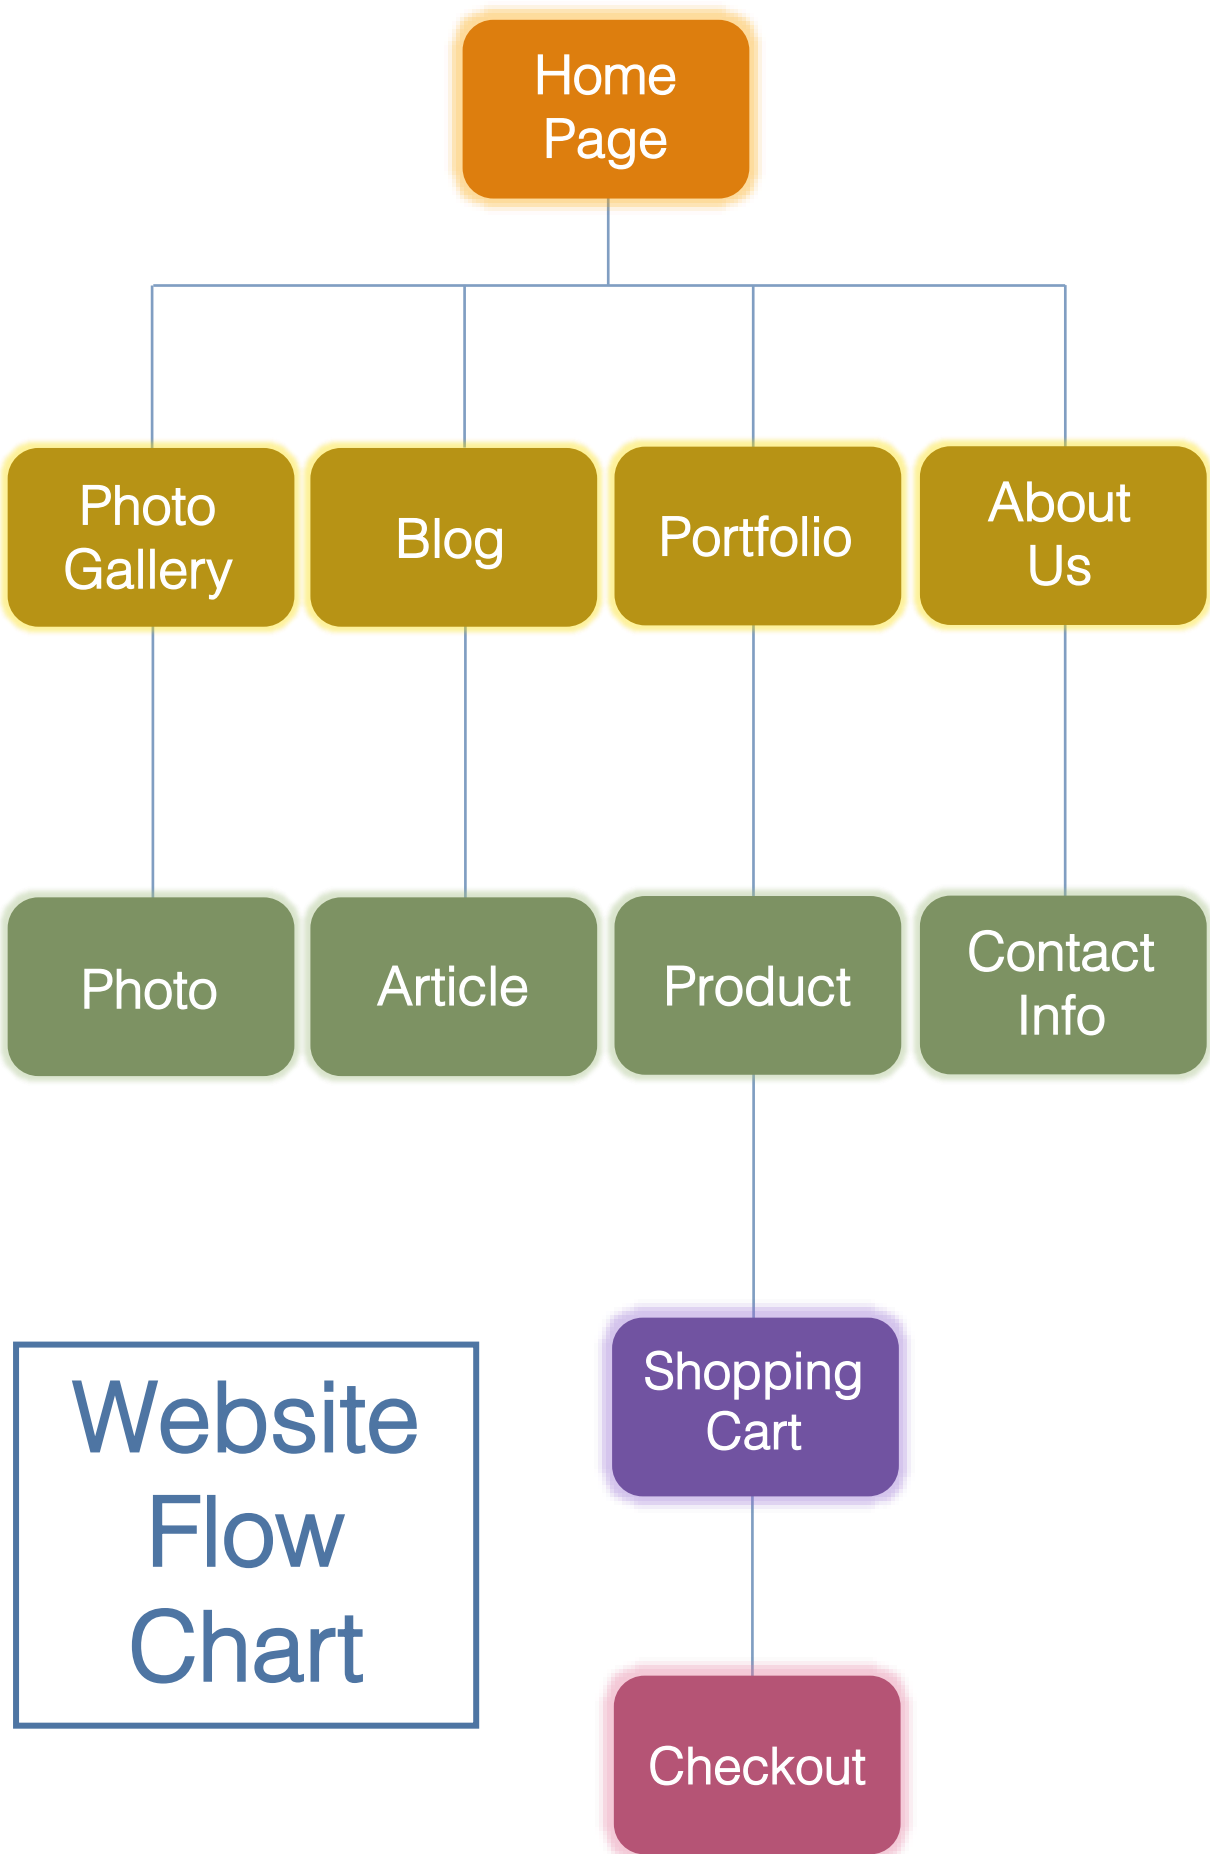 Home
Page
Photo
Gallery
Blog
Portfolio
About
Us
Photo
Article
Product
Contact
Info
Shopping
Cart
Website
Flow
Chart
Checkout